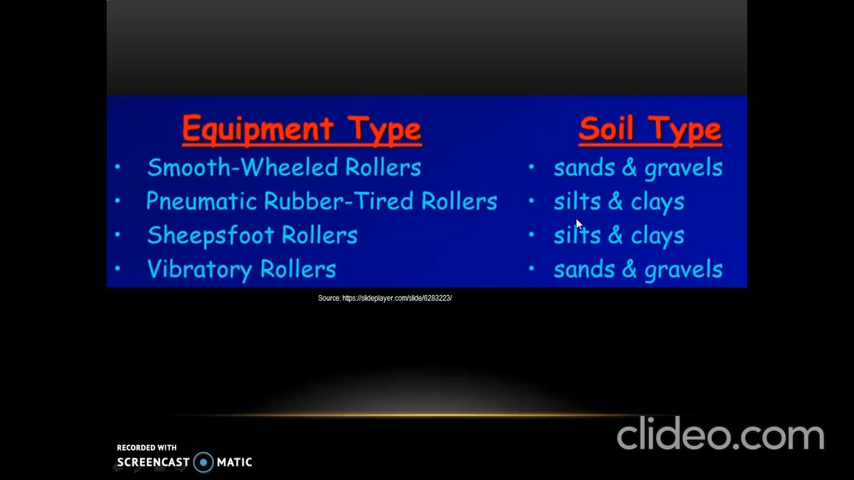 Equipment Type Soil Type
• Smooth-Wheeled Rollers • sands & gravels
• Pneumatic Rubber-Tired Rollers • silts & clays
• Sheepsfoot Rollers • silts & clays
• Vibratory Rollers • sands & gravels
Source: https://slideplayer.com/slide/6283223/
clideo.com
RECORDED WITH
SCREENCAST MATIC